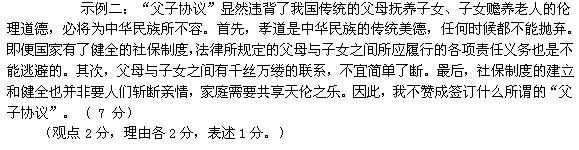 示例二：“父子协议”显然违背了我国传统的父母抚养子女、子女赡养老人的伦
理道德，必将为中华民族所不容。首先，孝道是中华民族的传统美德，任何时候都不能抛弃。
即便国家有了健全的社保制度，法律所规定的父母与子女之间所应履行的各项责任义务也是不
能逃避的。其次，父母与子女之间有千丝万缕的联系，不宜简单了断。最后，社保制度的建立
和健全也并非要人们斩断亲情，家庭需要共享天伦之乐。因此，我不赞成签订什么所谓的“父
子协议”。（ 7 分）
（观点 2 分，理由各 2 分，表述 1 分。）